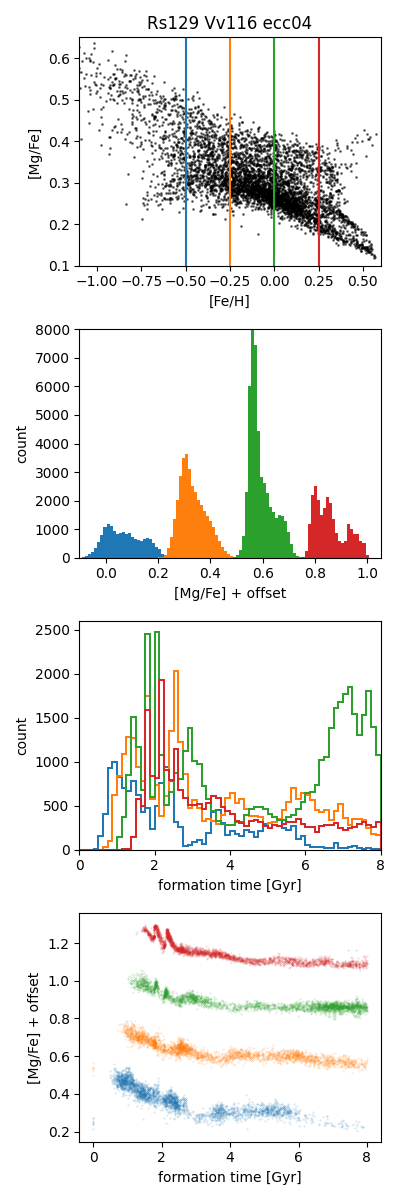 Rs129 Vv116 ecc04
0.6
0.5
0.4
0.3
0.2
0.1
[Mg/Fe]
−1.00 −0.75 −0.50 −0.25 0.00 0.25 0.50
[Fe/H]
8000
7000
6000
5000
4000
3000
2000
1000
0
count
0.0 0.2 0.4 0.6 0.8 1.0
[Mg/Fe] + offset
2500
2000
1500
1000
500
0
count
0 2 4 6 8
formation time [Gyr]
1.2
1.0
0.8
0.6
0.4
0.2
[Mg/Fe] + offset
0 2 4 6 8
formation time [Gyr]